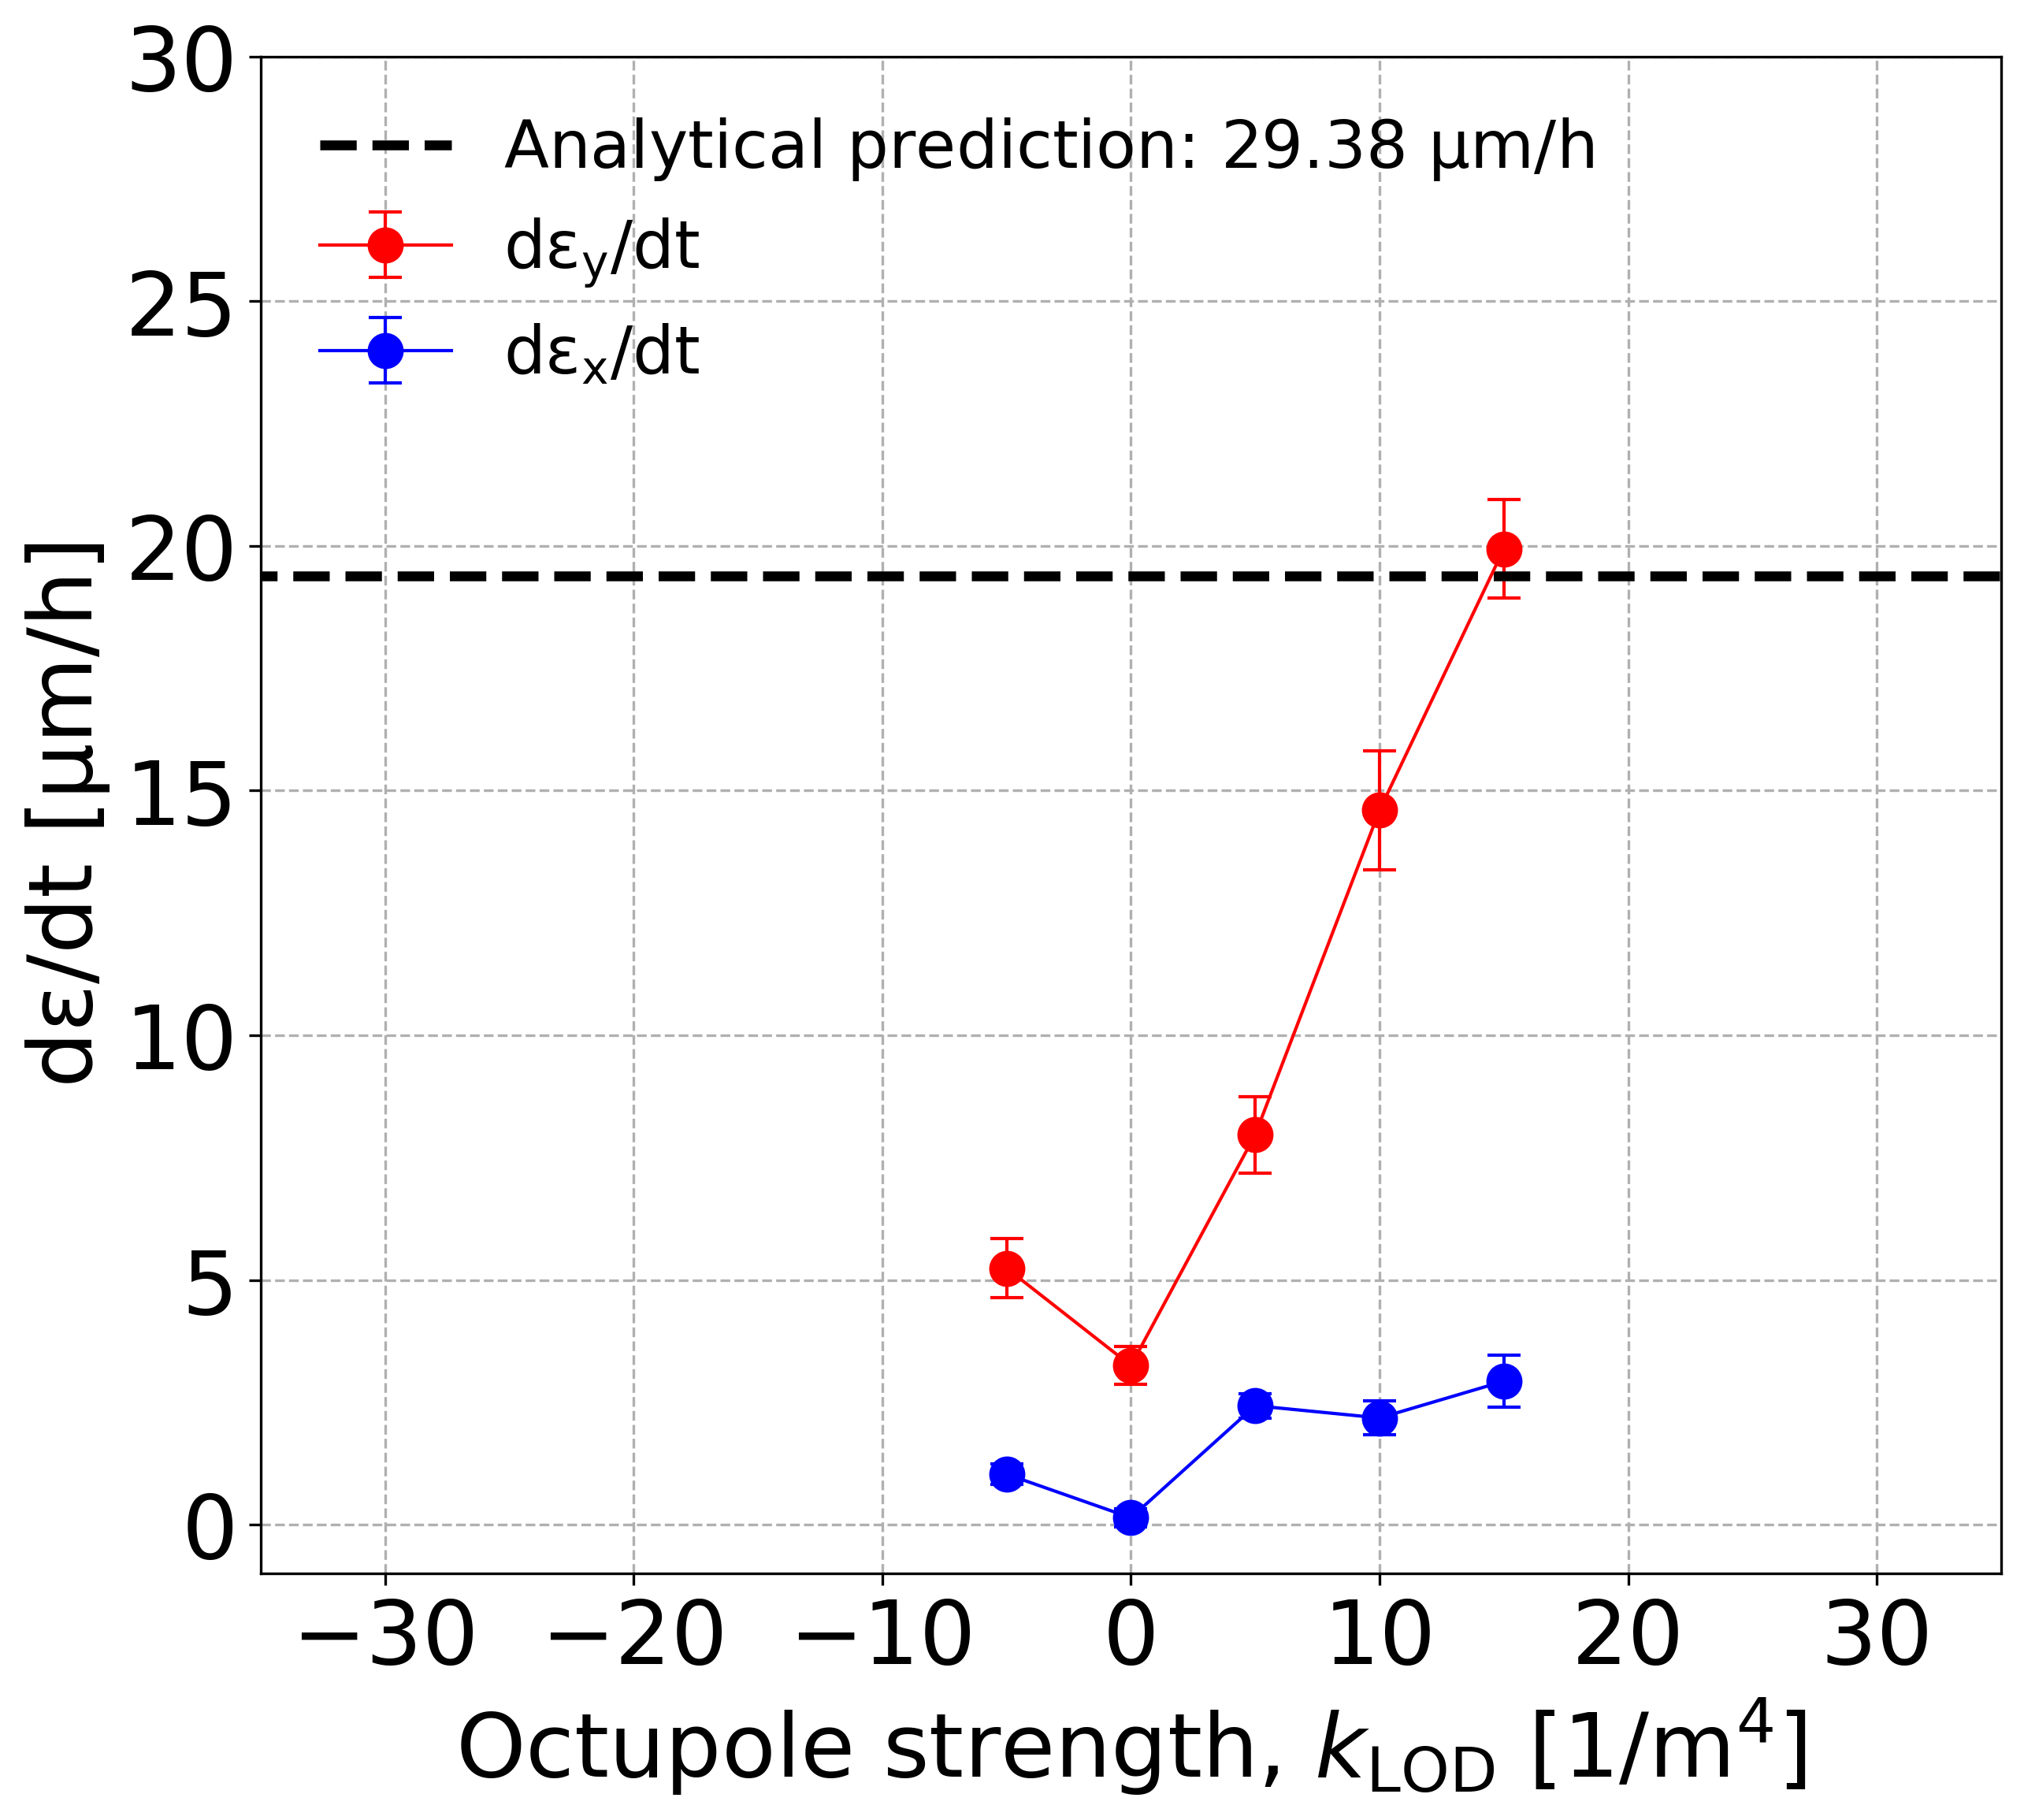 30
25
20
15
10
5
0
dε/dt [μm/h]
Analytical prediction: 29.38 μm/h
dεy/dt
dεx/dt
−30 −20 −10 0 10 20 30
Octupole strength, kLOD [1/m⁴]